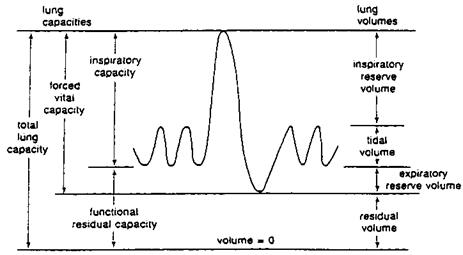 lung
capacities
lung
volumes
inspiratory
capacity
forced
vital
capacity
total
lung
capacity
functional
residual capacity
volume = 0
inspiratory
reserve
volume
tidal
volume
expiratory
reserve volume
residual
volume